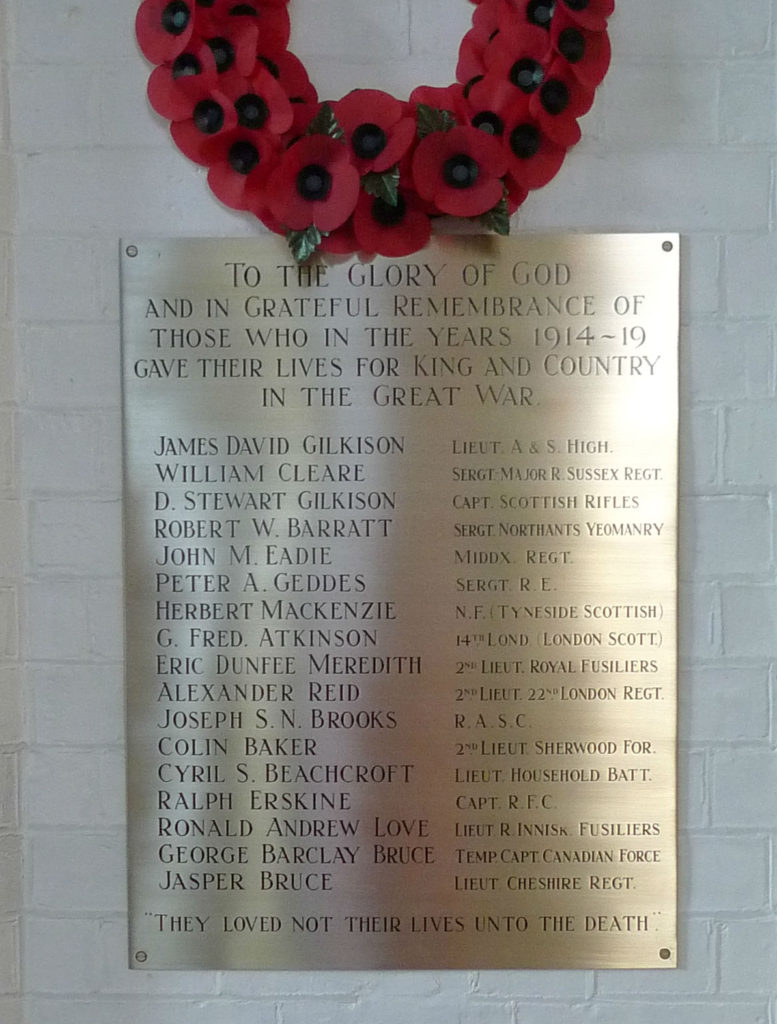 TO THE GLORY OF GOD
AND IN GRATEFUL REMEMBRANCE OF
THOSE WHO IN THE YEARS 1914~19
GAVE THEIR LIVES FOR KING AND COUNTRY
IN THE GREAT WAR.
JAMES DAVID GILKISON LIEUT. A & S. HIGH.
WILLIAM CLEARE SERGT-MAJOR R. SUSSEX REGT.
D. STEWART GILKISON CAPT. SCOTTISH RIFLES
ROBERT W. BARRATT SERGT. NORTHANTS YEOMANRY
JOHN M. EADIE MIDDX. REGT.
PETER A. GEDDES SERGT. R. E.
HERBERT MACKENZIE N.F. (TYNESIDE SCOTTISH)
G. FRED. ATKINSON 14TH LOND. (LONDON SCOTT.)
ERIC DUNFEE MEREDITH 2ND LIEUT. ROYAL FUSILIERS
ALEXANDER REID 2ND LIEUT. 22ND LONDON REGT.
JOSEPH S. N. BROOKS R. A. S. C.
COLIN BAKER 2ND LIEUT. SHERWOOD FOR.
CYRIL S. BEACHCROFT LIEUT. HOUSEHOLD BATT.
RALPH ERSKINE CAPT. R. F. C.
RONALD ANDREW LOVE LIEUT. R. INNISK. FUSILIERS
GEORGE BARCLAY BRUCE TEMP. CAPT. CANADIAN FORCE
JASPER BRUCE LIEUT. CHESHIRE REGT.
"THEY LOVED NOT THEIR LIVES UNTO THE DEATH".